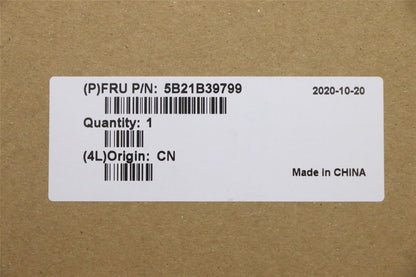 (P)FRU P/N: 5B21B39799 2020-10-20
Quantity: 1
(4L)Origin: CN
Made in CHINA